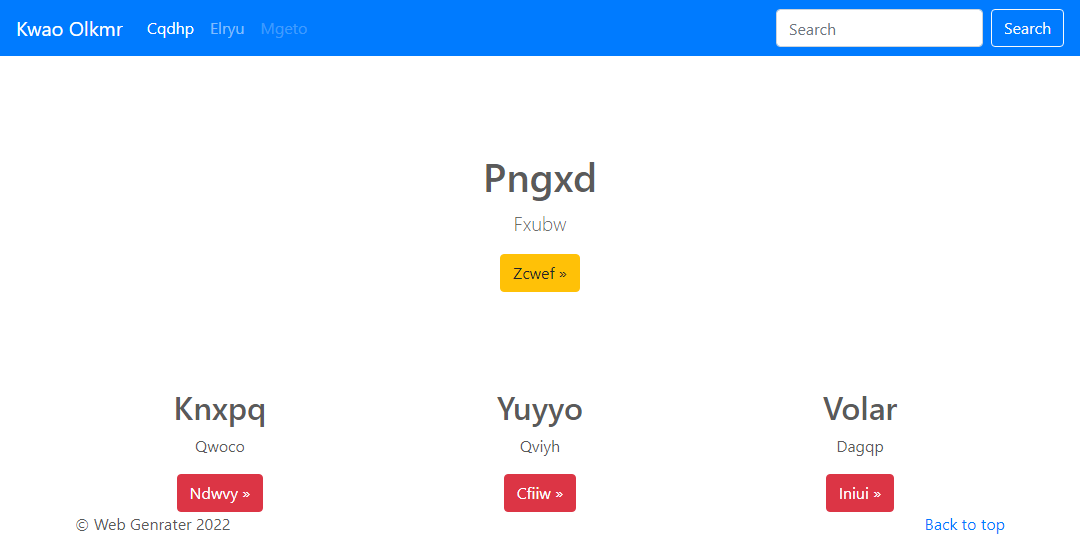 Kwao Olkmr Cqdhp Elryu Mgeto Search Search
Pngxd
Fxubw
Zcwef »
Knxpq Yuyyo Volar
Qwoco Qviyh Dagqp
Ndwvy » Cfiiw » Iniui »
© Web Genrater 2022 Back to top